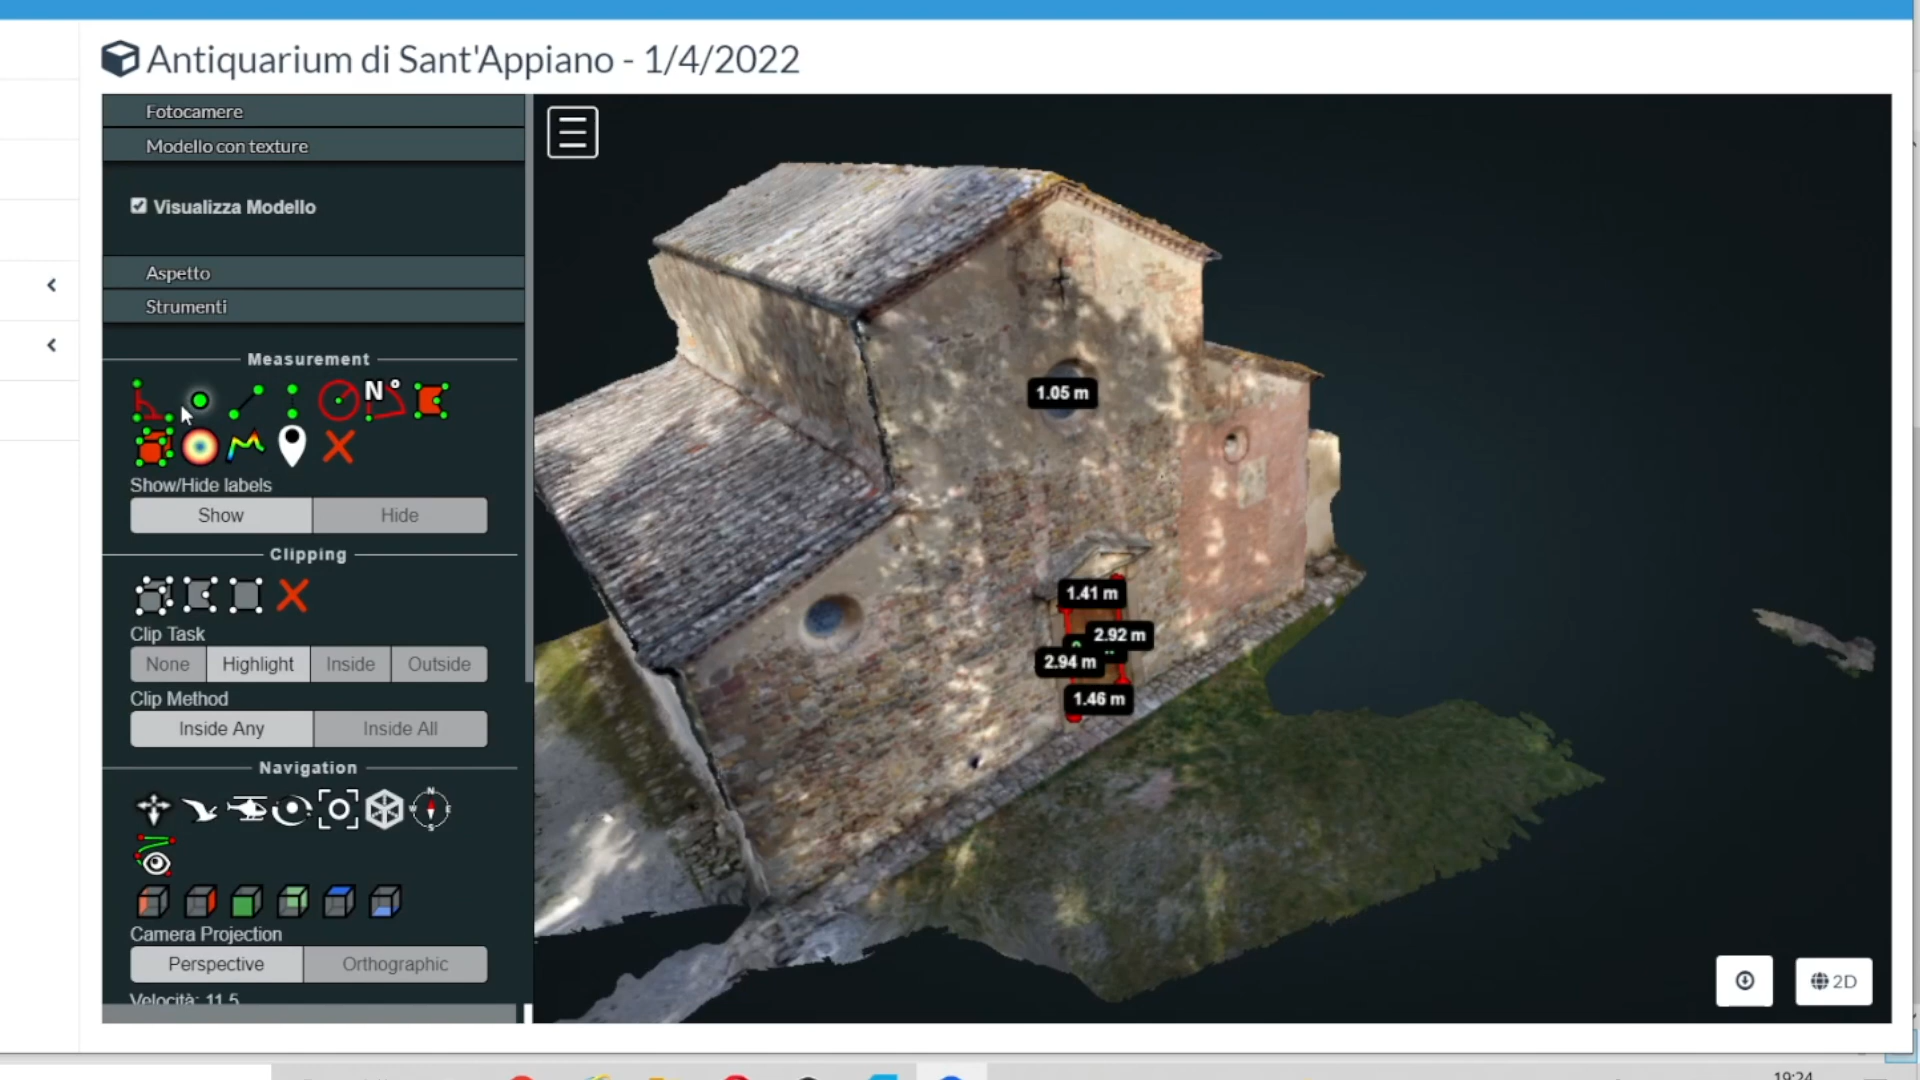 Antiquarium di Sant'Appiano - 1/4/2022
Fotocamere
Modello con texture
Visualizza Modello
Aspetto
Strumenti
Measurement
N°
Show/Hide labels
Show Hide
Clipping
Clip Task
None Highlight Inside Outside
Clip Method
Inside Any Inside All
Navigation
N
W E
S
Camera Projection
Perspective Orthographic
Velocità: 11.5
1.05 m
1.41 m
2.92 m
2.94 m
1.46 m
2D
19:24